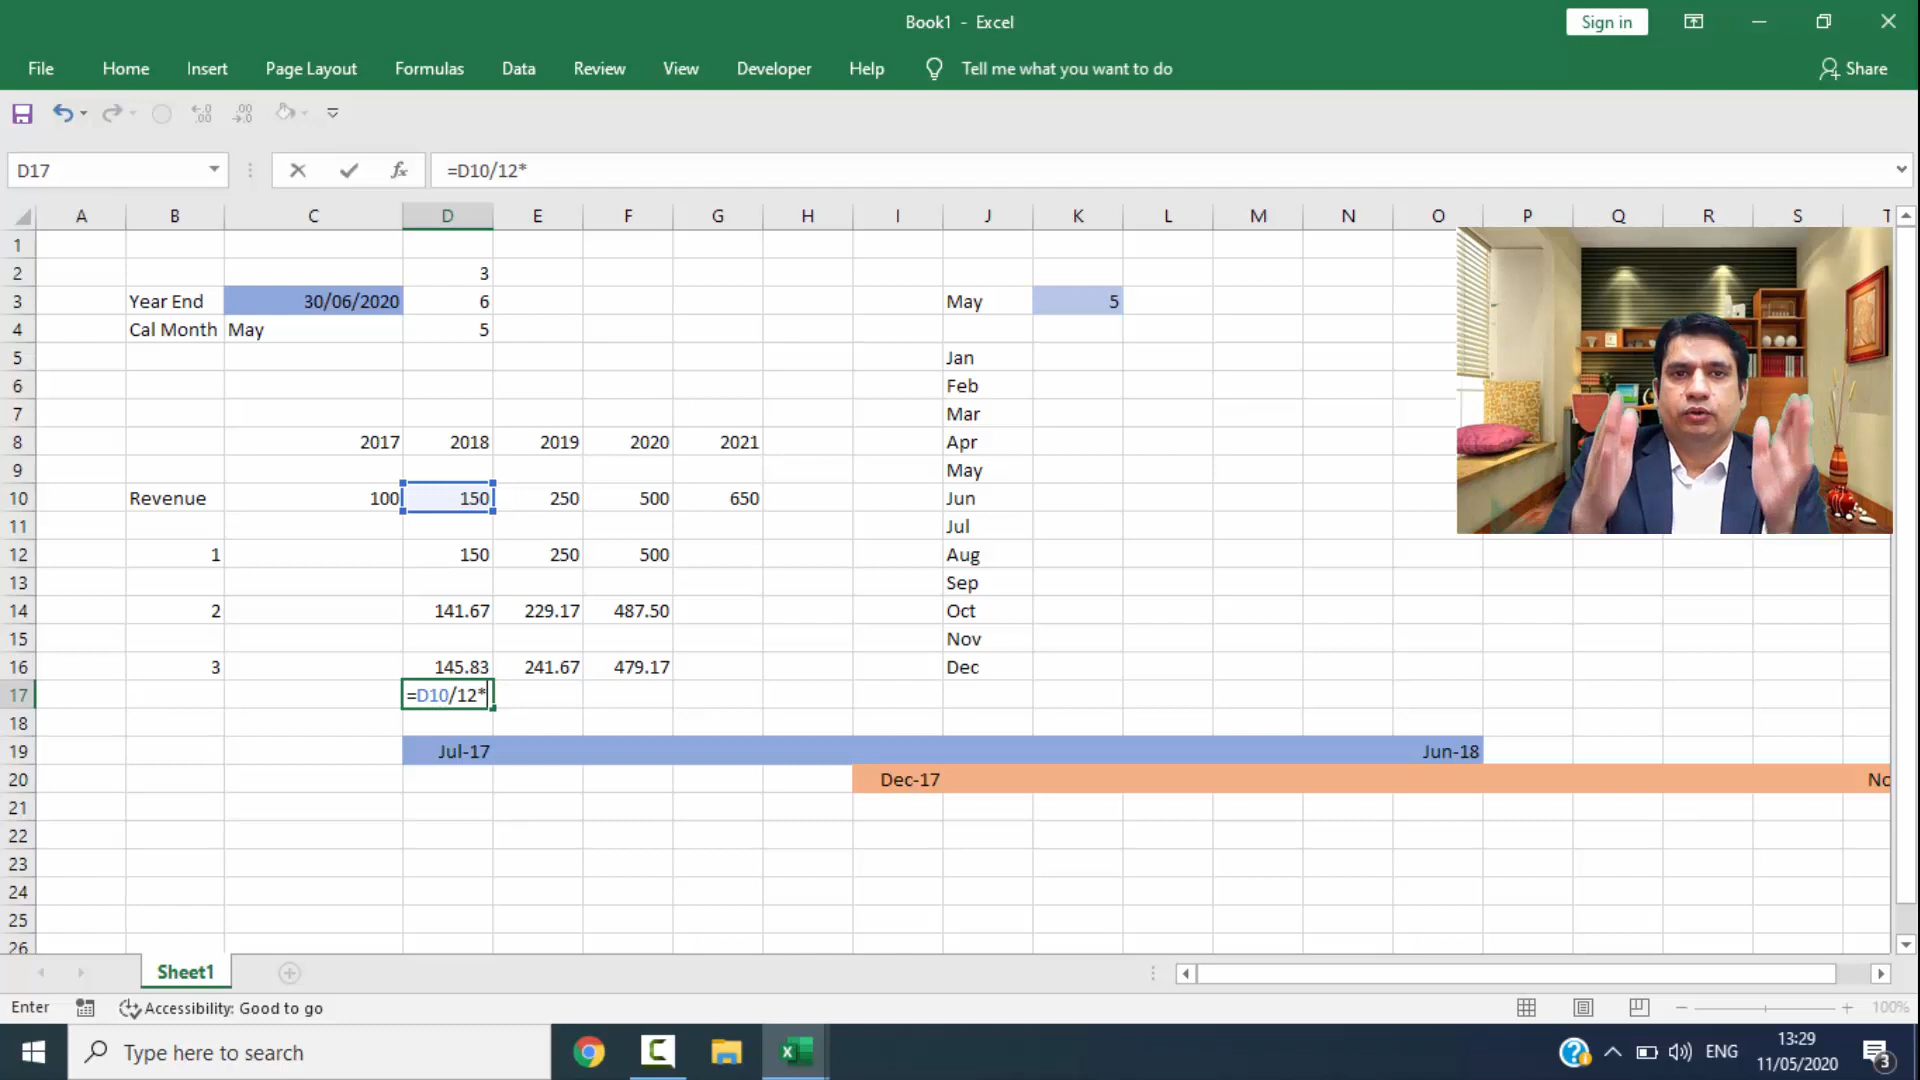 Book1 - Excel
Sign in
File Home Insert Page Layout Formulas Data Review View Developer Help Tell me what you want to do Share
D17 fx =D10/12*
A B C D E F G H I J K L M N O P Q R S T
1
2 3
3 Year End 30/06/2020 6 May 5
4 Cal Month May 5
5 Jan
6 Feb
7 Mar
8 2017 2018 2019 2020 2021 Apr
9 May
10 Revenue 100 150 250 500 650 Jun
11 Jul
12 1 150 250 500 Aug
13 Sep
14 2 141.67 229.17 487.50 Oct
15 Nov
16 3 145.83 241.67 479.17 Dec
17 =D10/12*
18
19 Jul-17 Jun-18
20 Dec-17 No
21
22
23
24
25
26
Sheet1
Enter Accessibility: Good to go 100%
Type here to search
ENG
13:29
11/05/2020
3